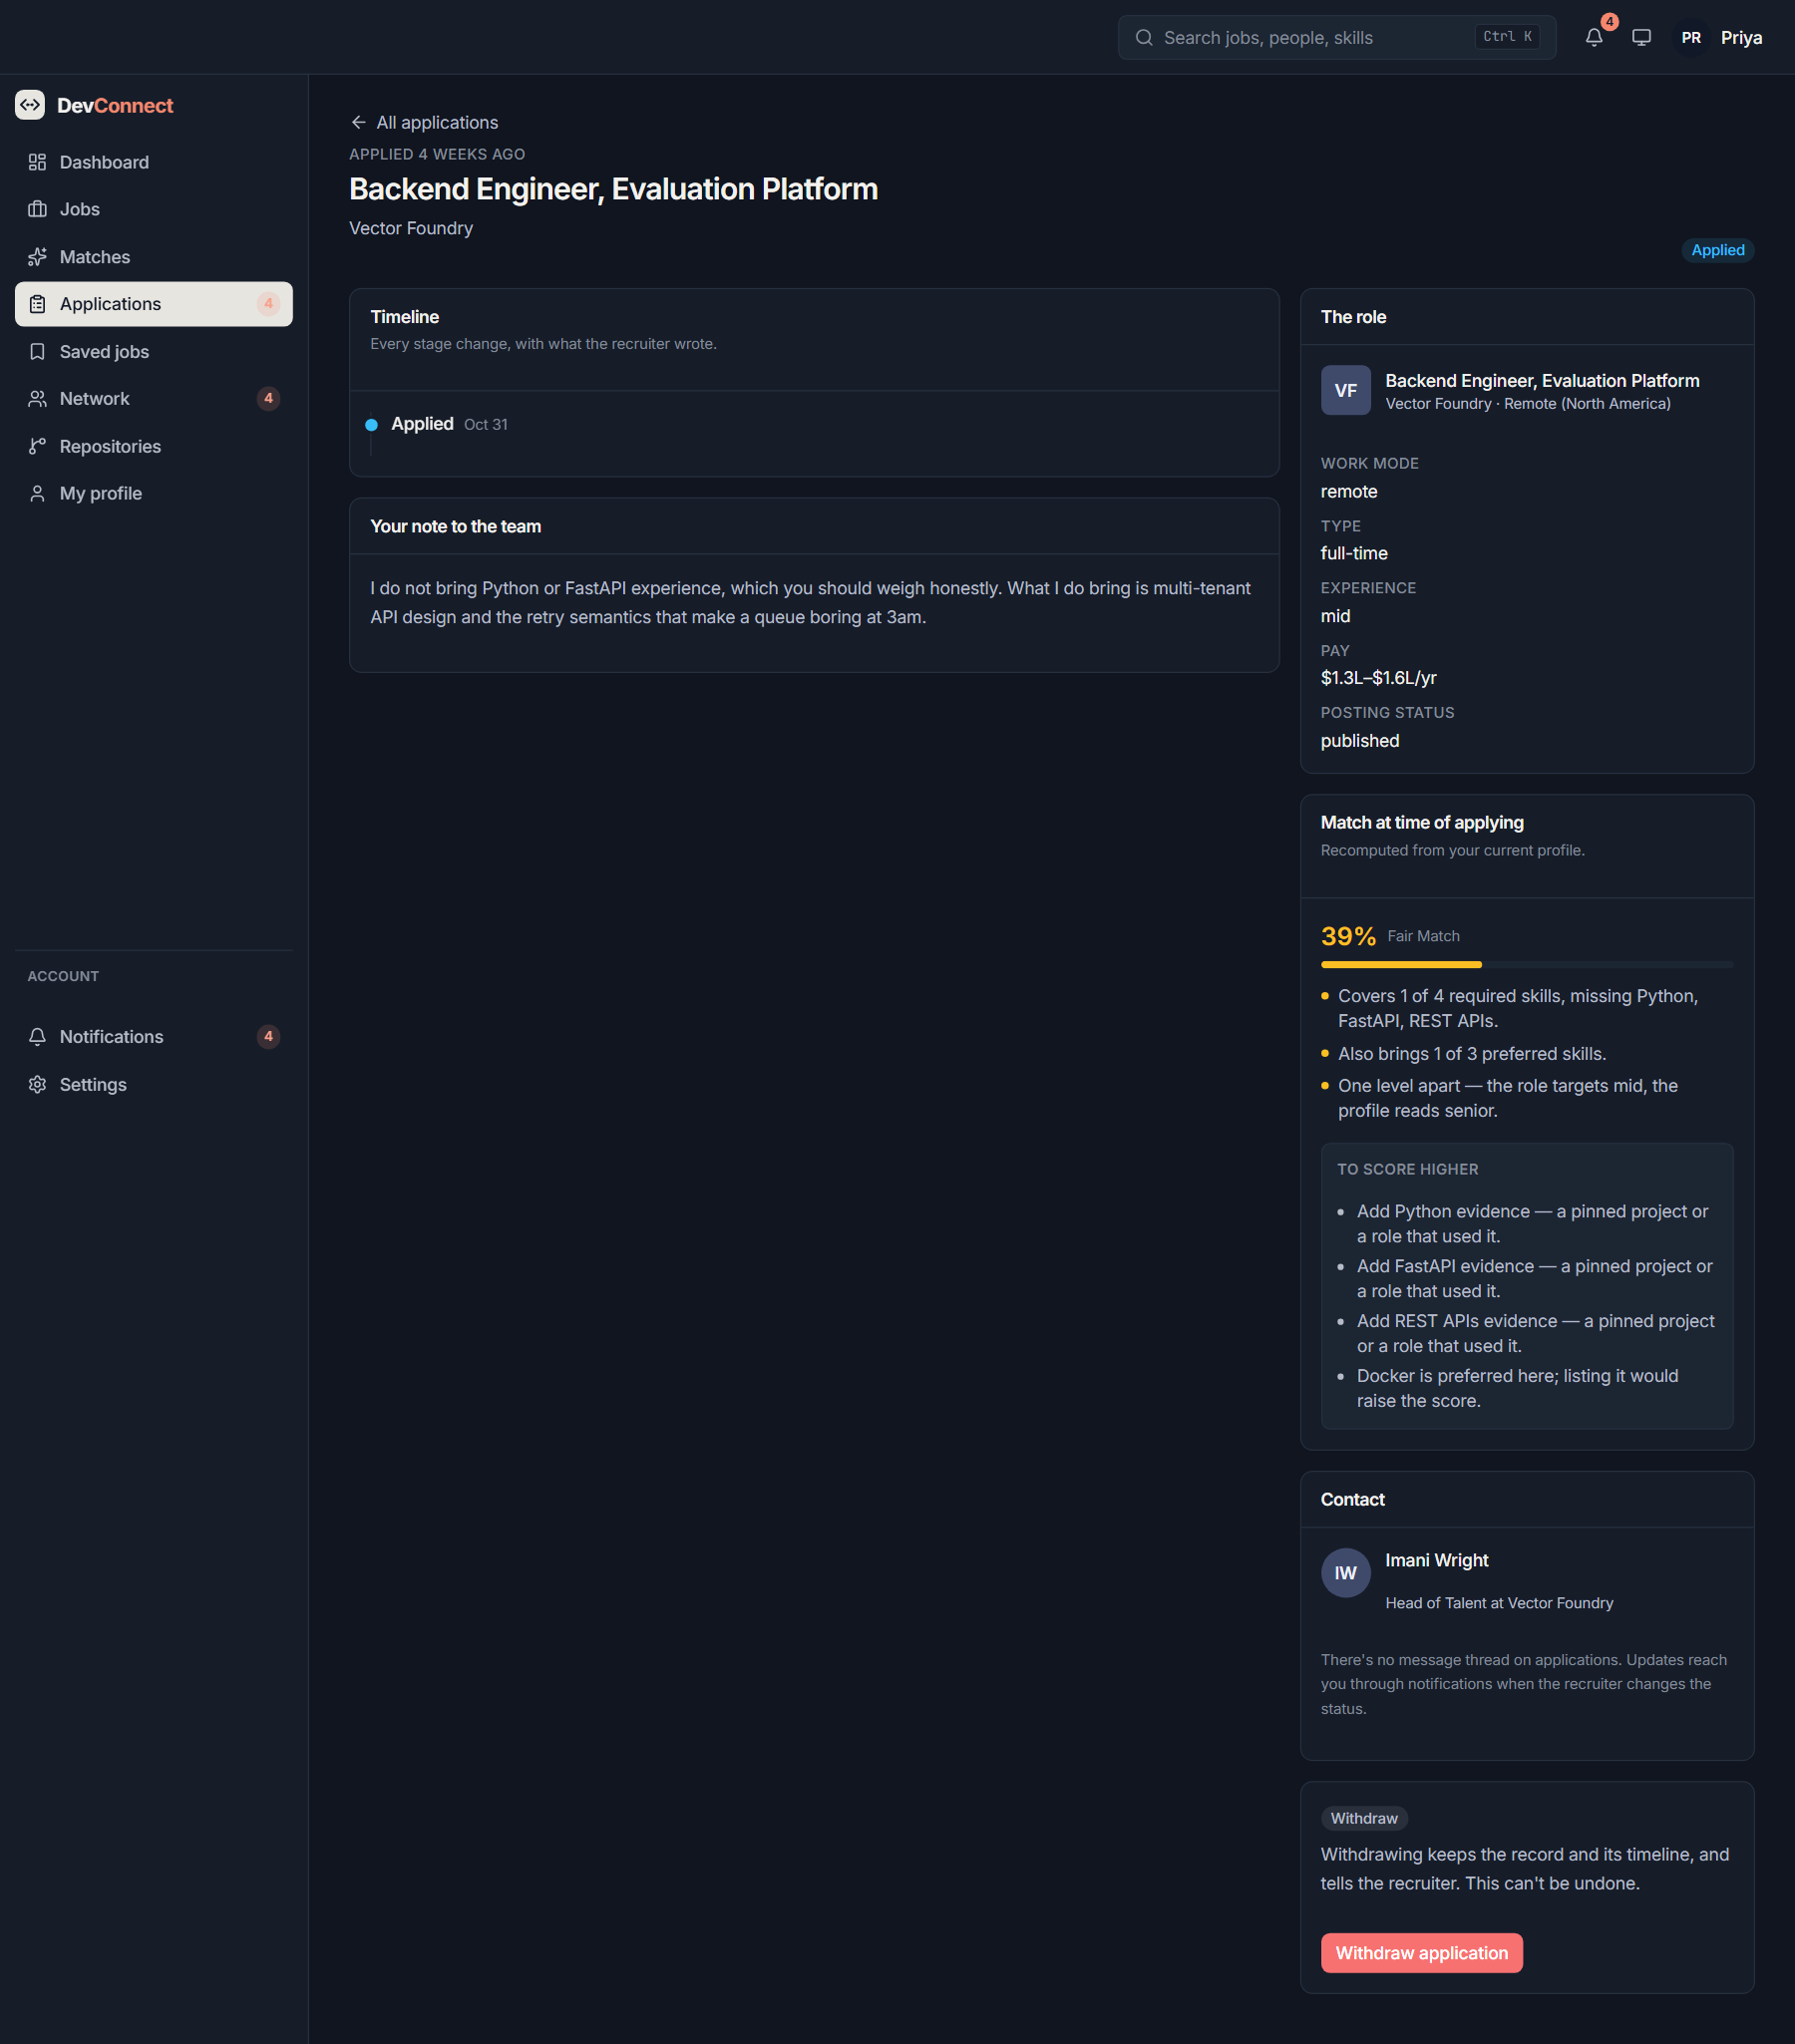 Search jobs, people, skills
Ctrl K
4
PR
Priya
DevConnect
Dashboard
Jobs
Matches
Applications 4
Saved jobs
Network 4
Repositories
My profile
ACCOUNT
Notifications 4
Settings
All applications
APPLIED 4 WEEKS AGO
Backend Engineer, Evaluation Platform
Vector Foundry
Applied
Timeline
Every stage change, with what the recruiter wrote.
Applied Oct 31
Your note to the team
I do not bring Python or FastAPI experience, which you should weigh honestly. What I do bring is multi-tenant
API design and the retry semantics that make a queue boring at 3am.
The role
VF
Backend Engineer, Evaluation Platform
Vector Foundry · Remote (North America)
WORK MODE
remote
TYPE
full-time
EXPERIENCE
mid
PAY
$1.3L–$1.6L/yr
POSTING STATUS
published
Match at time of applying
Recomputed from your current profile.
39% Fair Match
Covers 1 of 4 required skills, missing Python,
FastAPI, REST APIs.
Also brings 1 of 3 preferred skills.
One level apart — the role targets mid, the
profile reads senior.
TO SCORE HIGHER
Add Python evidence — a pinned project or
a role that used it.
Add FastAPI evidence — a pinned project or
a role that used it.
Add REST APIs evidence — a pinned project
or a role that used it.
Docker is preferred here; listing it would
raise the score.
Contact
IW
Imani Wright
Head of Talent at Vector Foundry
There's no message thread on applications. Updates reach
you through notifications when the recruiter changes the
status.
Withdraw
Withdrawing keeps the record and its timeline, and
tells the recruiter. This can't be undone.
Withdraw application